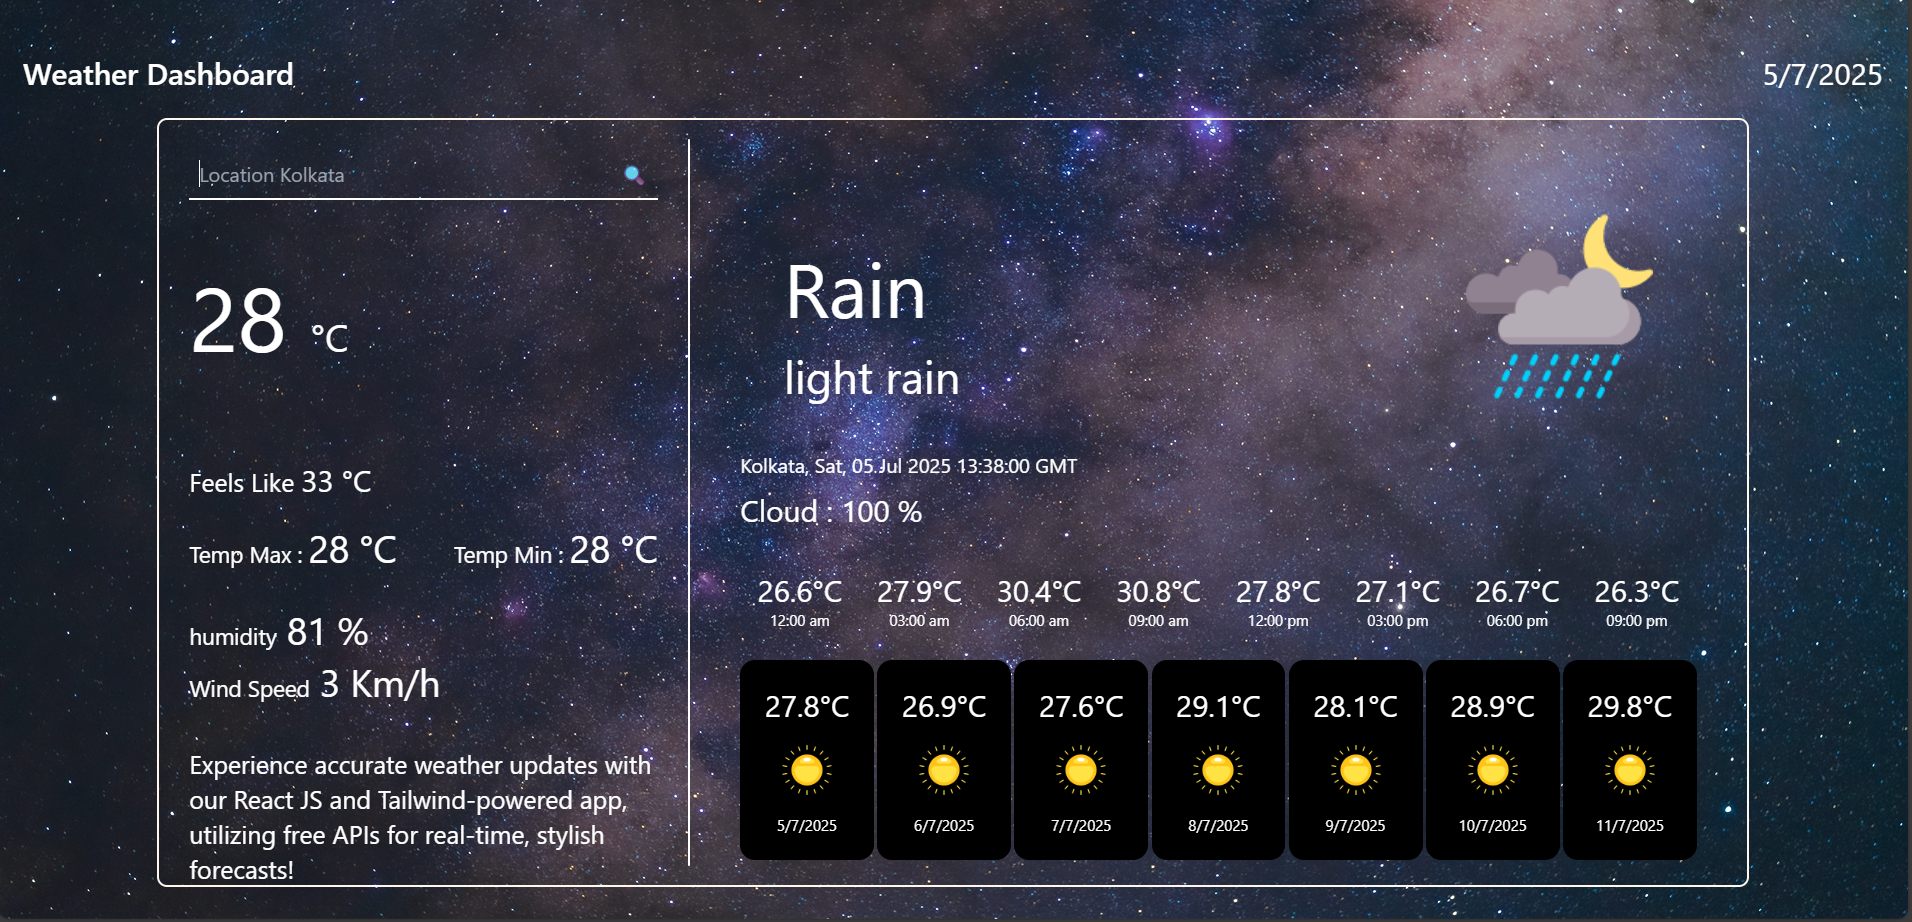 Weather Dashboard
5/7/2025
Location Kolkata
28 °C
Feels Like 33 °C
Temp Max : 28 °C Temp Min : 28 °C
humidity 81 %
Wind Speed 3 Km/h
Experience accurate weather updates with
our React JS and Tailwind-powered app,
utilizing free APIs for real-time, stylish
forecasts!
Rain
light rain
Kolkata, Sat, 05 Jul 2025 13:38:00 GMT
Cloud : 100 %
26.6°C 27.9°C 30.4°C 30.8°C 27.8°C 27.1°C 26.7°C 26.3°C
12:00 am 03:00 am 06:00 am 09:00 am 12:00 pm 03:00 pm 06:00 pm 09:00 pm
27.8°C 26.9°C 27.6°C 29.1°C 28.1°C 28.9°C 29.8°C
5/7/2025 6/7/2025 7/7/2025 8/7/2025 9/7/2025 10/7/2025 11/7/2025